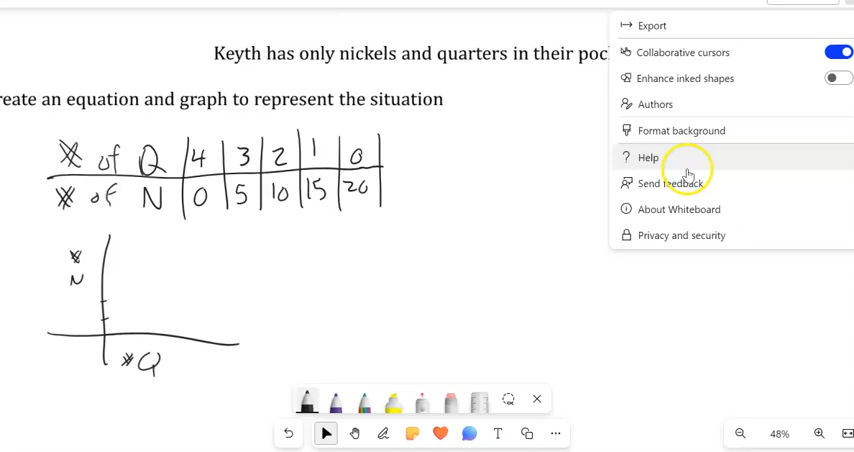 Keyth has only nickels and quarters in their
reate an equation and graph to represent the situation
# of Q 4 3 2 1 0
# of N 0 5 10 15 20
#
N
# Q
Export
Collaborative cursors
Enhance inked shapes
Authors
Format background
? Help
Send feedback
About Whiteboard
Privacy and security
T
48%